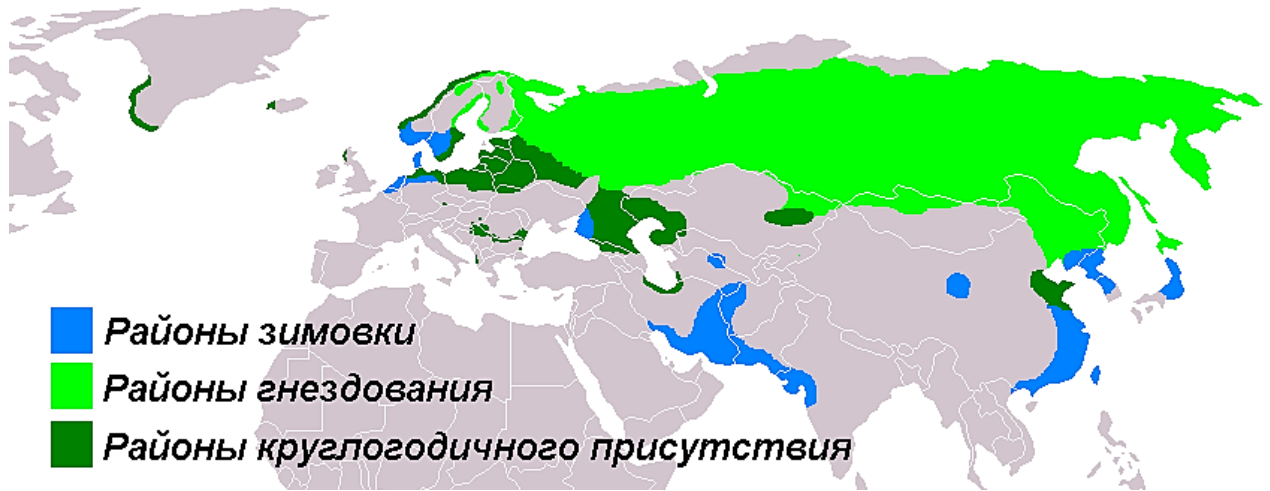 Районы зимовки
Районы гнездования
Районы круглогодичного присутствия